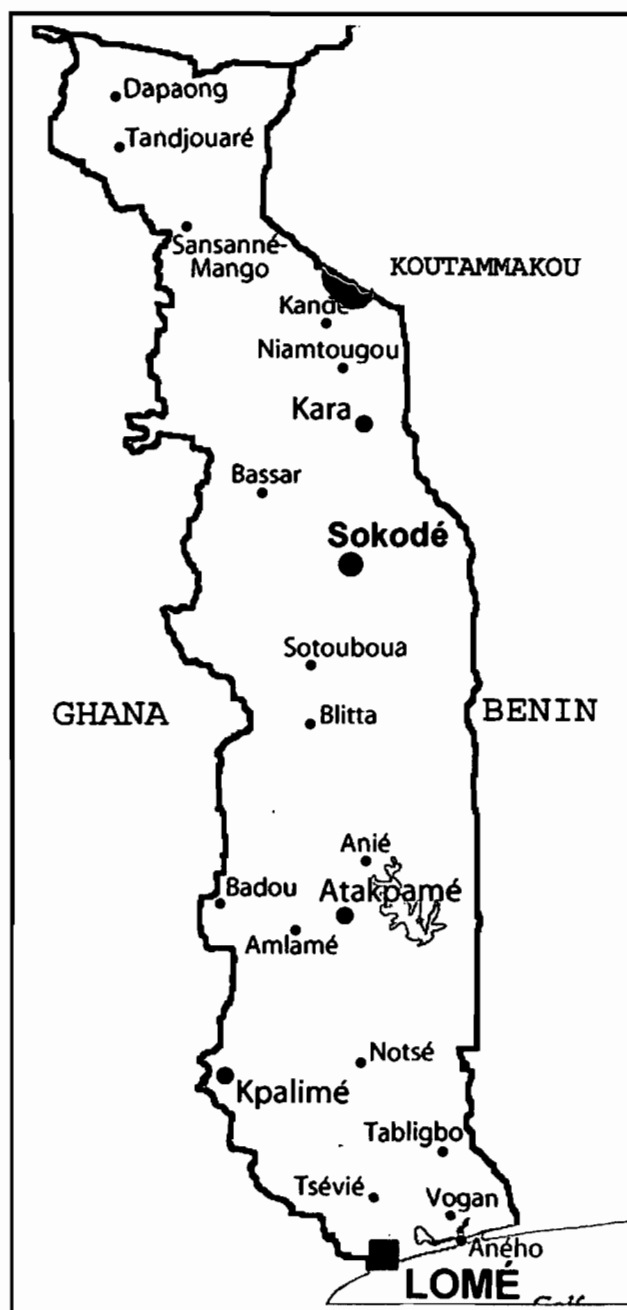 Dapaong
Tandjouaré
Sansanné-
Mango
KOUTAMMAKOU
Kandé
Niamtougou
Kara
Bassar
Sokodé
Sotouboua
GHANA
BENIN
Blitta
Anié
Badou
Atakpamé
Amlamé
Notsé
Kpalimé
Tabligbo
Tsévié
Vogan
Aného
LOMÉ